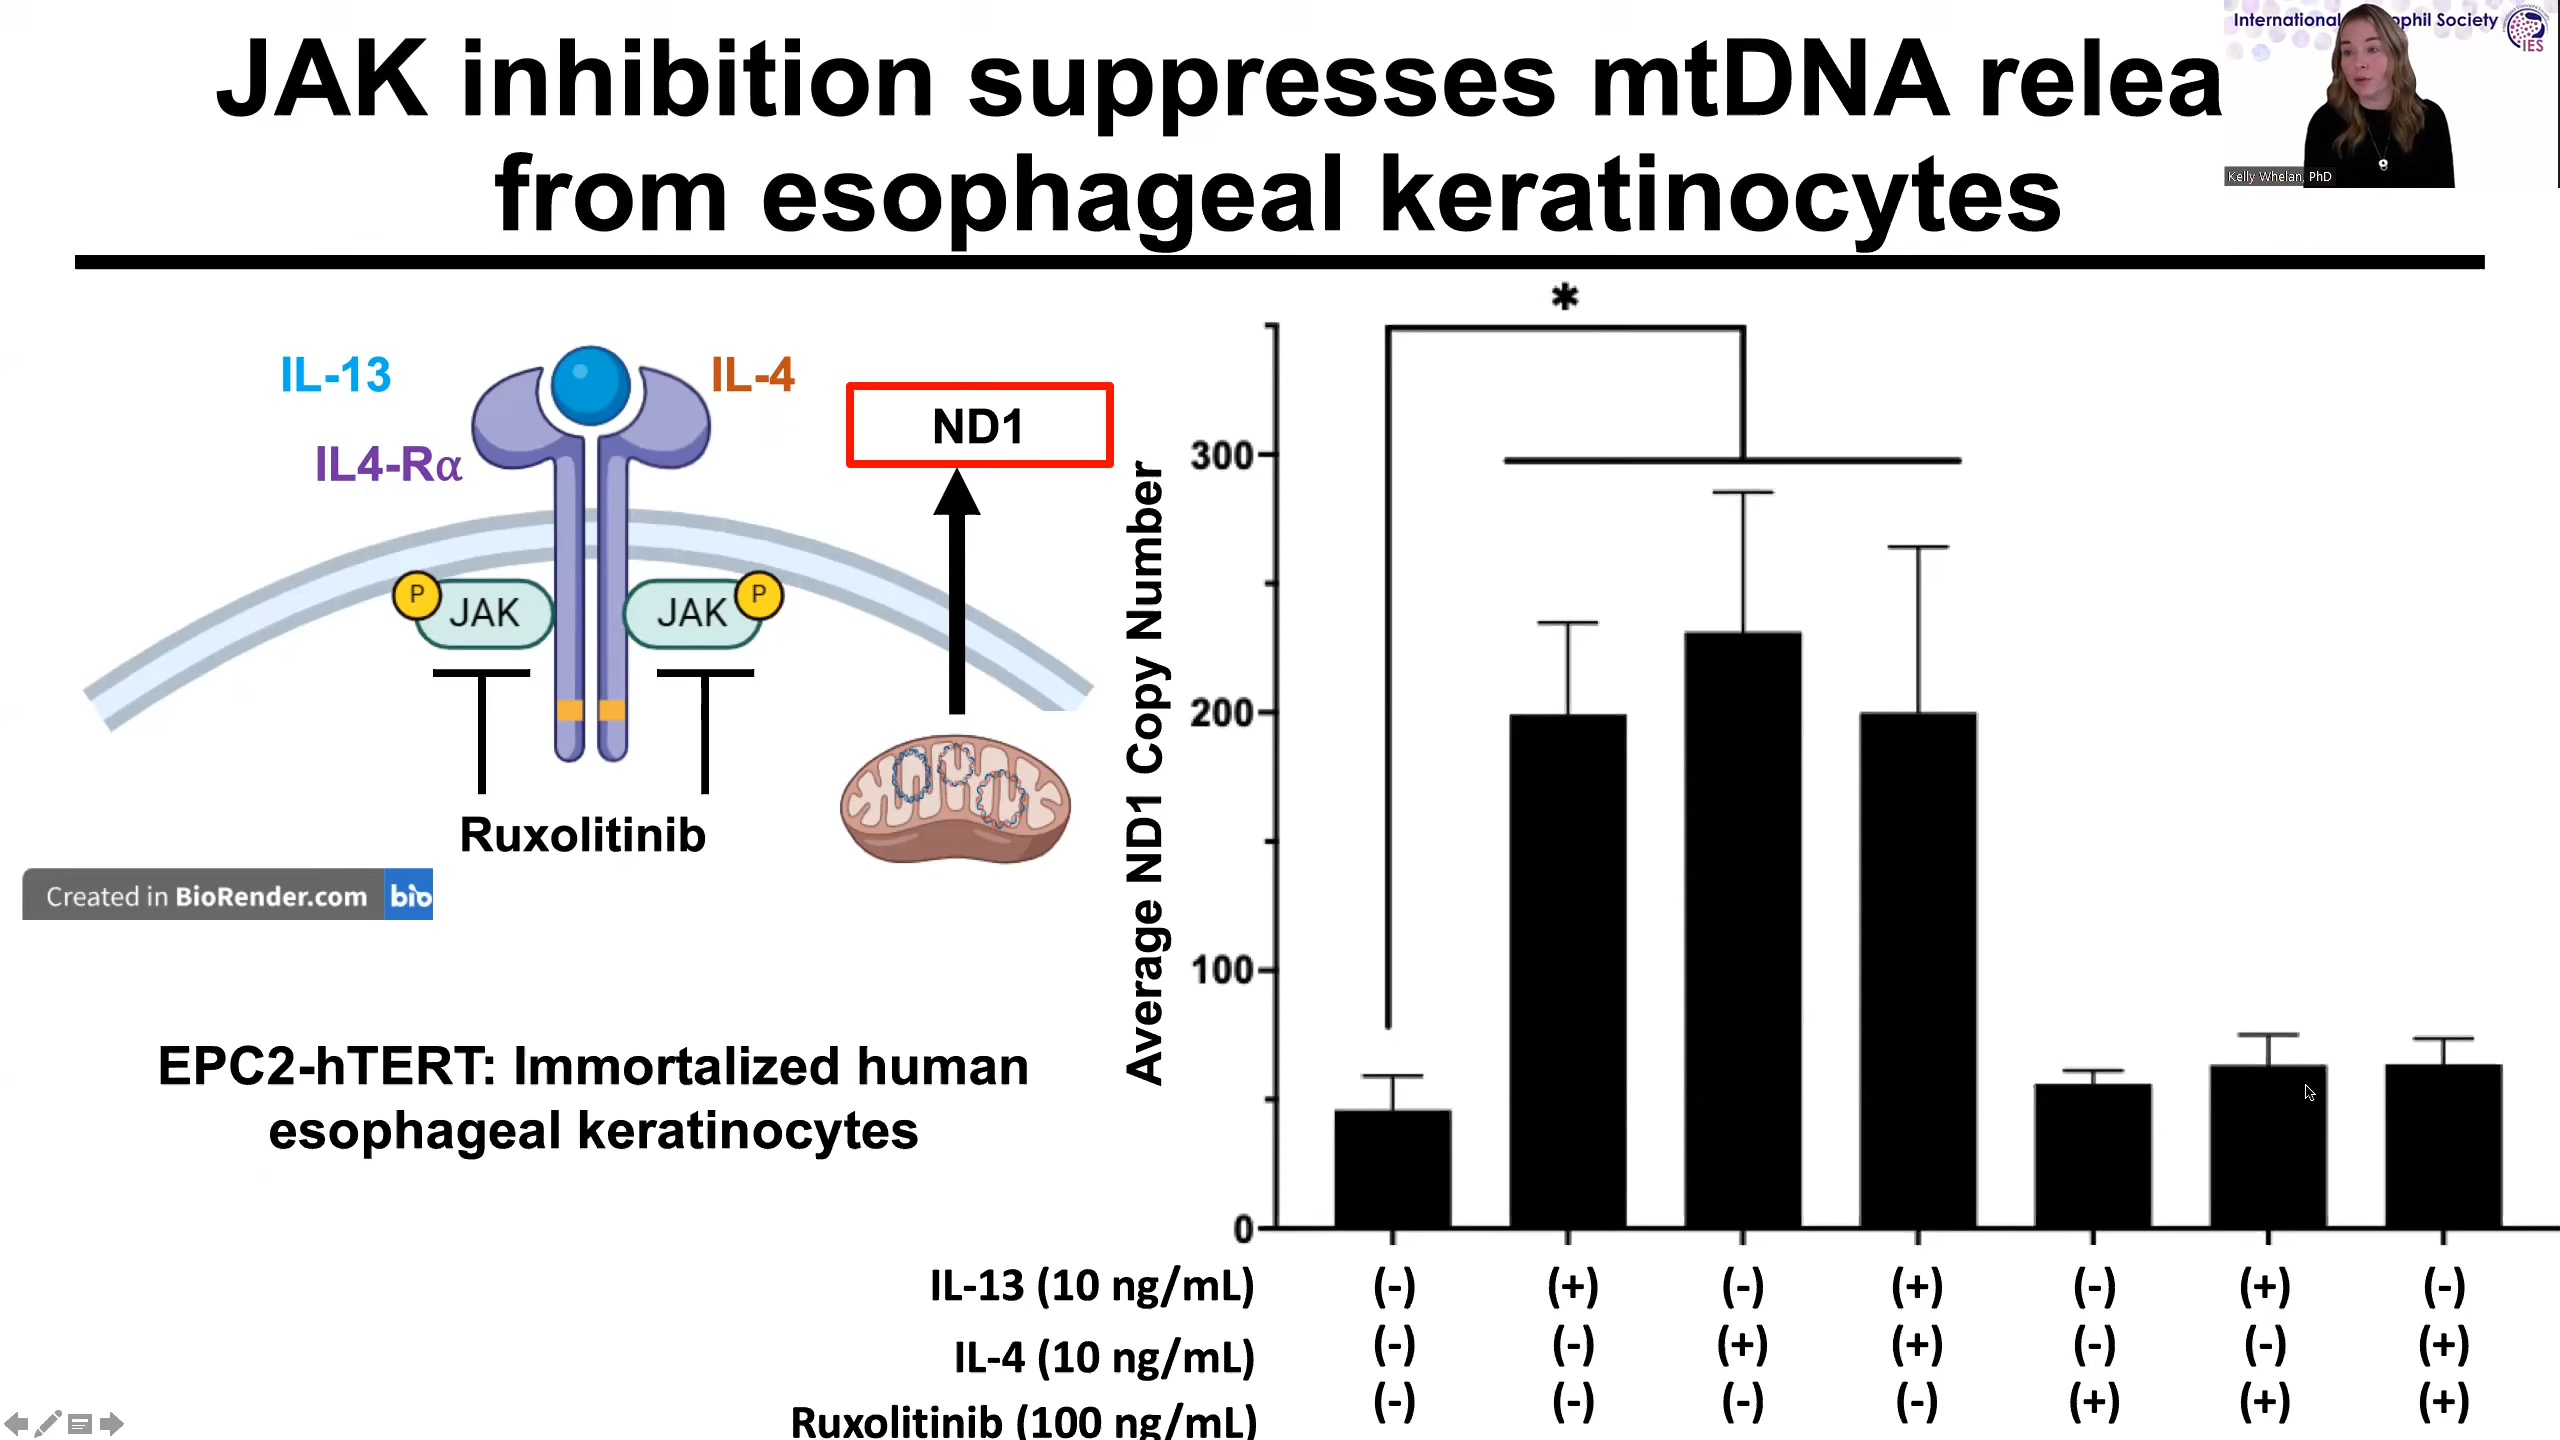 JAK inhibition suppresses mtDNA relea
from esophageal keratinocytes
International
phil Society
IES
Kelly Whelan, PhD
IL-13
IL-4
IL4-Rα
ND1
P
JAK
JAK
P
Ruxolitinib
Created in BioRender.com
bio
EPC2-hTERT: Immortalized human
esophageal keratinocytes
*
Average ND1 Copy Number
300
200
100
0
IL-13 (10 ng/mL) (-) (+) (-) (+) (-) (+) (-)
IL-4 (10 ng/mL) (-) (-) (+) (+) (-) (-) (+)
Ruxolitinib (100 ng/mL) (-) (-) (-) (-) (+) (+) (+)